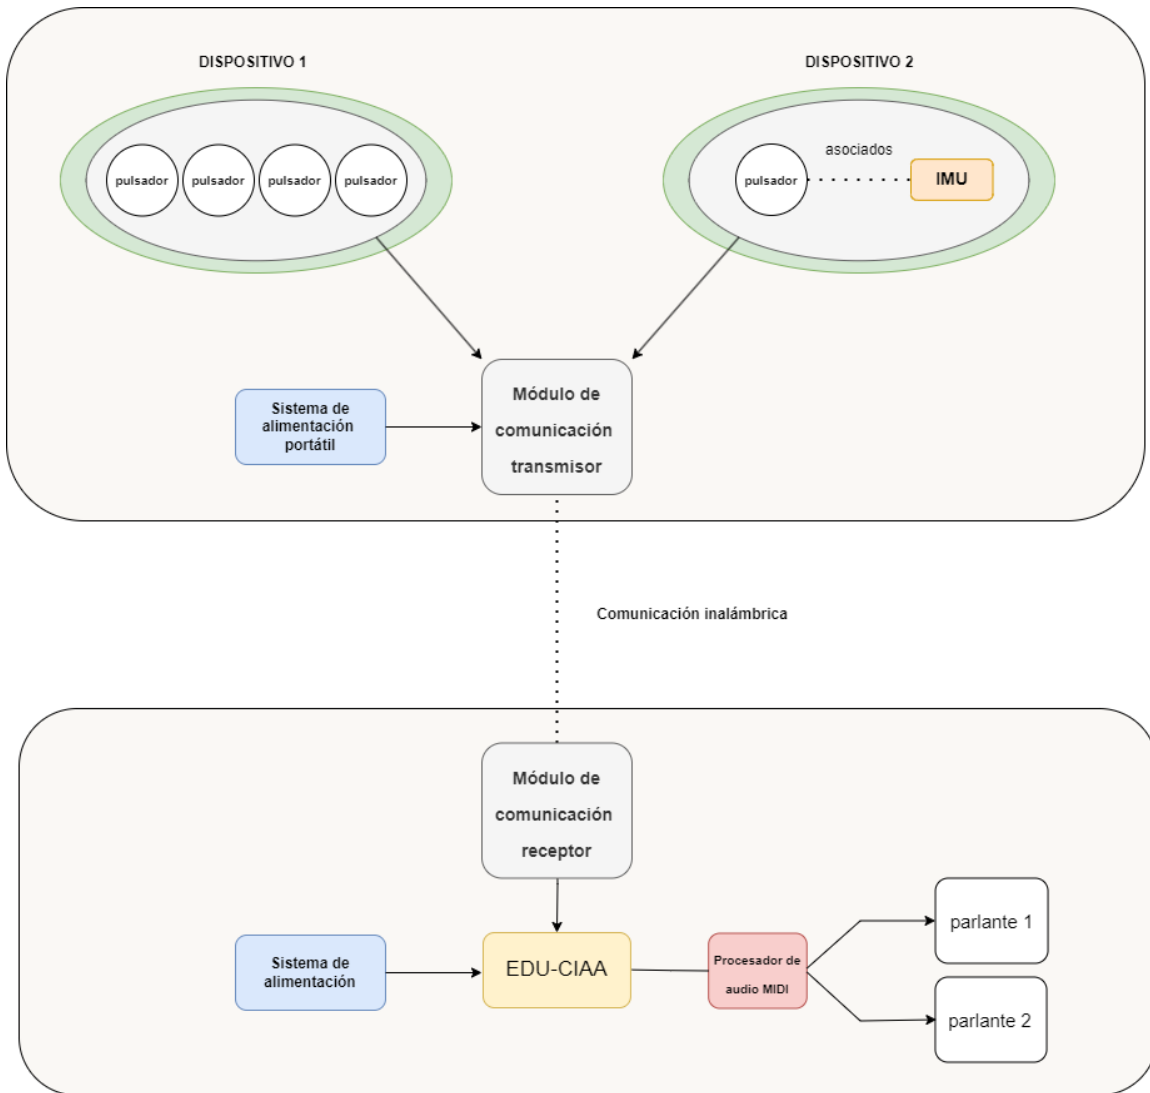 DISPOSITIVO 1
DISPOSITIVO 2
pulsador
pulsador
pulsador
pulsador
pulsador
asociados
IMU
Módulo de
comunicación
transmisor
Sistema de
alimentación
portátil
Comunicación inalámbrica
Módulo de
comunicación
receptor
Sistema de
alimentación
EDU-CIAA
Procesador de
audio MIDI
parlante 1
parlante 2